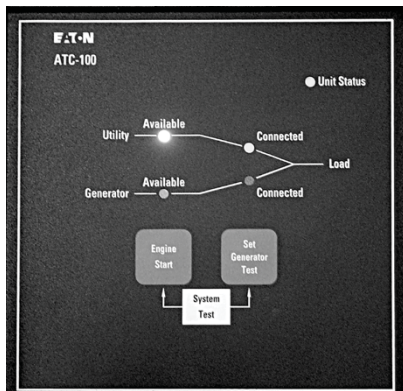 EATON
ATC-100
Unit Status
Available
Utility
Connected
Load
Available
Generator
Connected
Engine
Start
Set
Generator
Test
System
Test